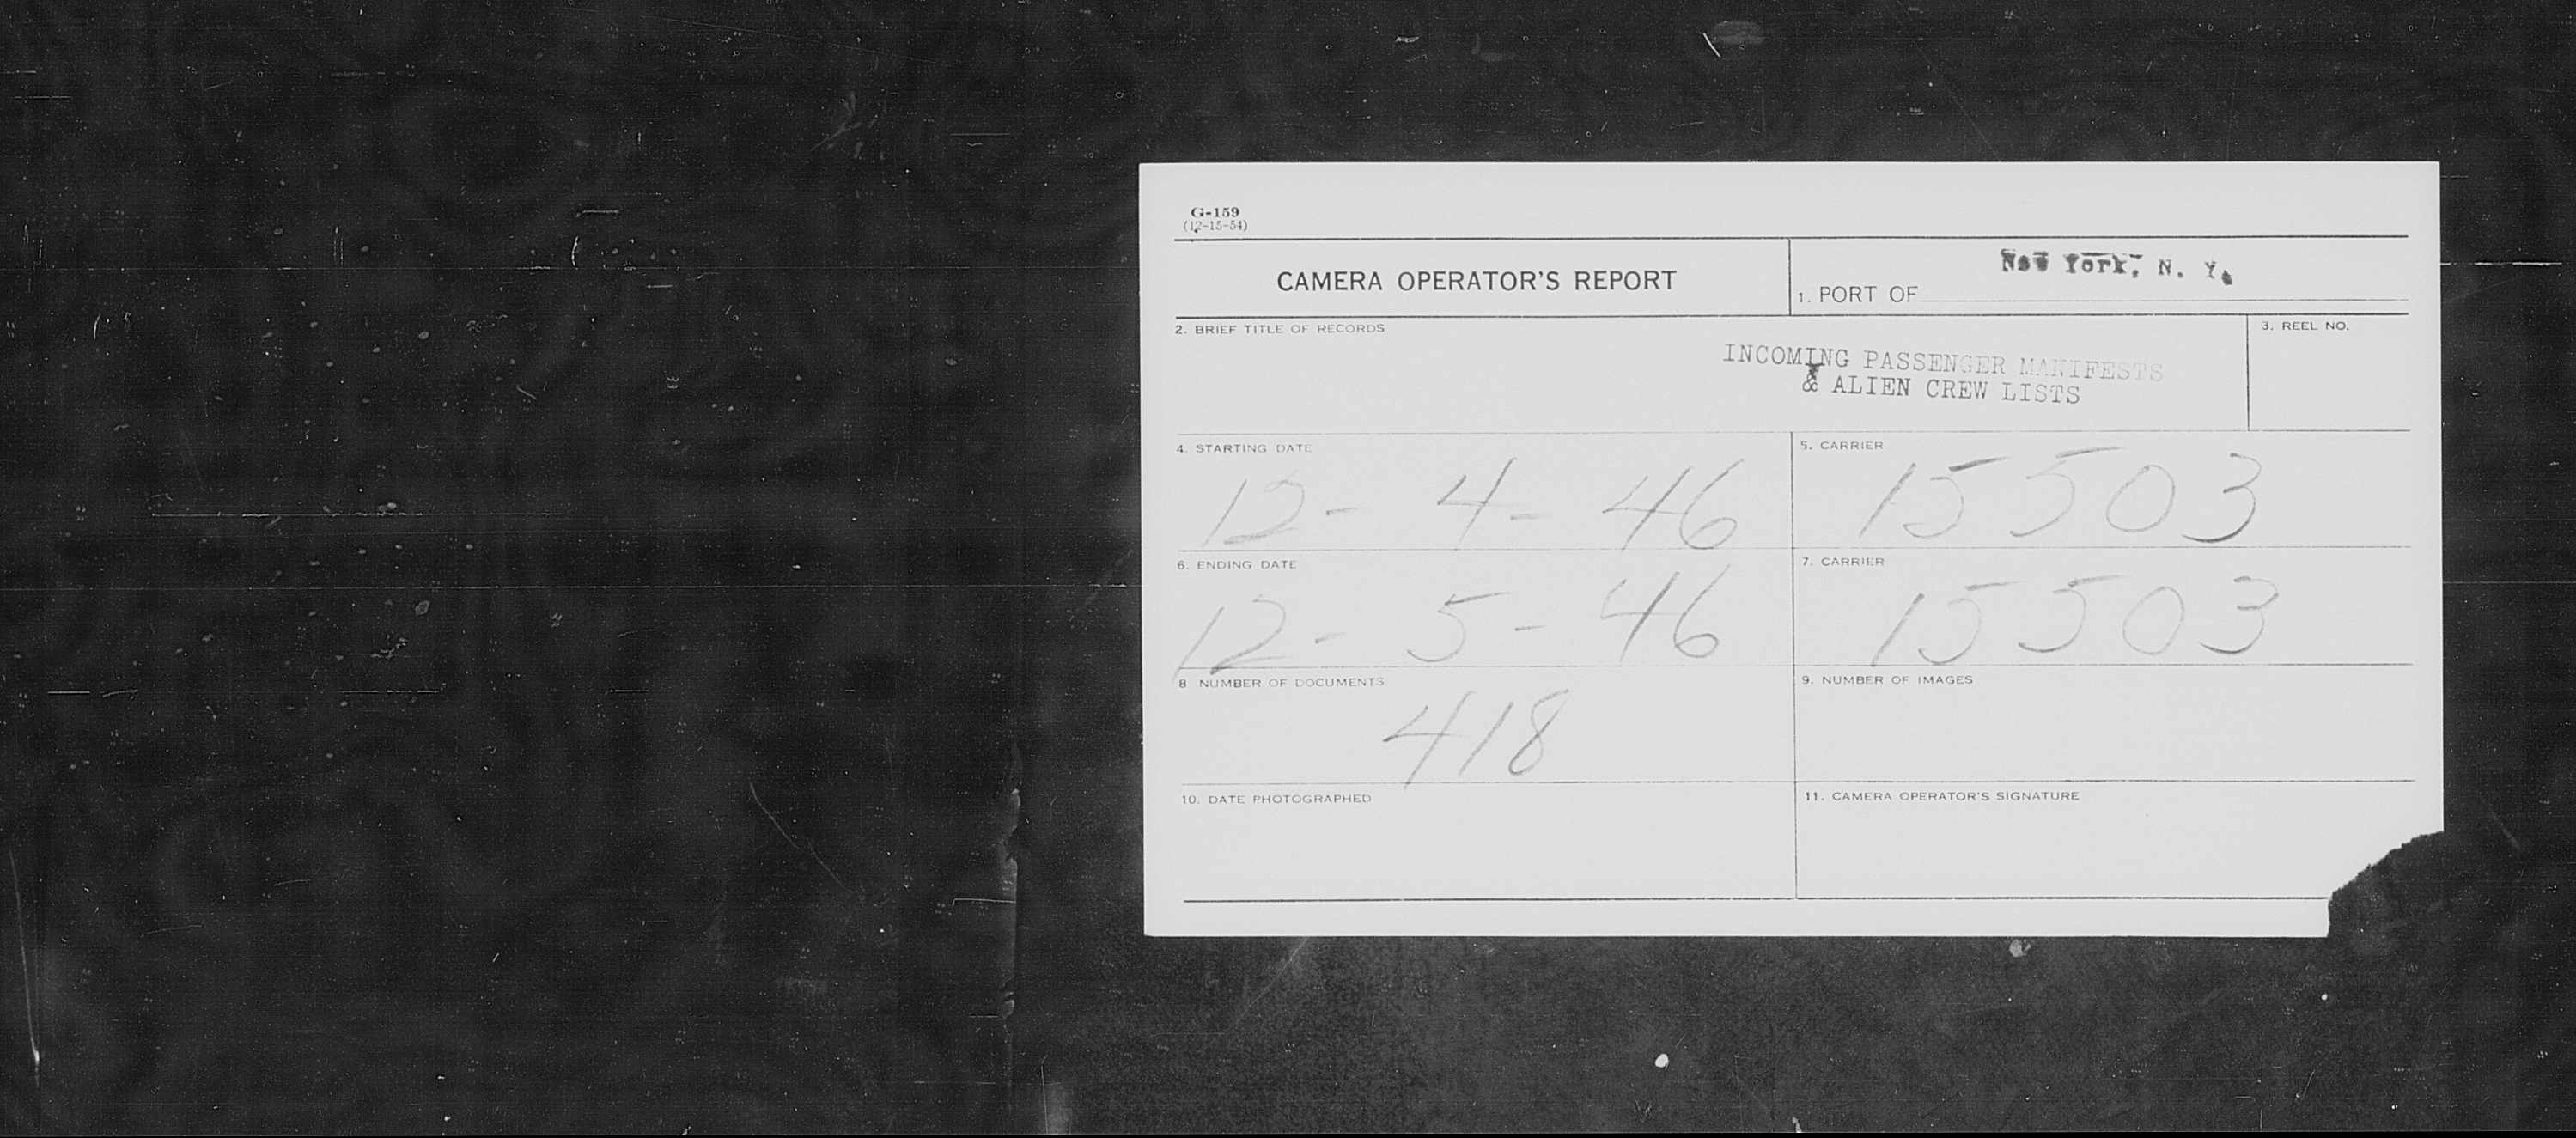 G-159
(12-15-54)
CAMERA OPERATOR'S REPORT
1. PORT OF New York, N. Y.
2. BRIEF TITLE OF RECORDS
INCOMING PASSENGER MANIFESTS
& ALIEN CREW LISTS
3. REEL NO.
4. STARTING DATE
12- 4- 46
5. CARRIER
15503
6. ENDING DATE
12- 5- 46
7. CARRIER
15503
8 NUMBER OF DOCUMENTS
418
9. NUMBER OF IMAGES
10. DATE PHOTOGRAPHED
11. CAMERA OPERATOR'S SIGNATURE